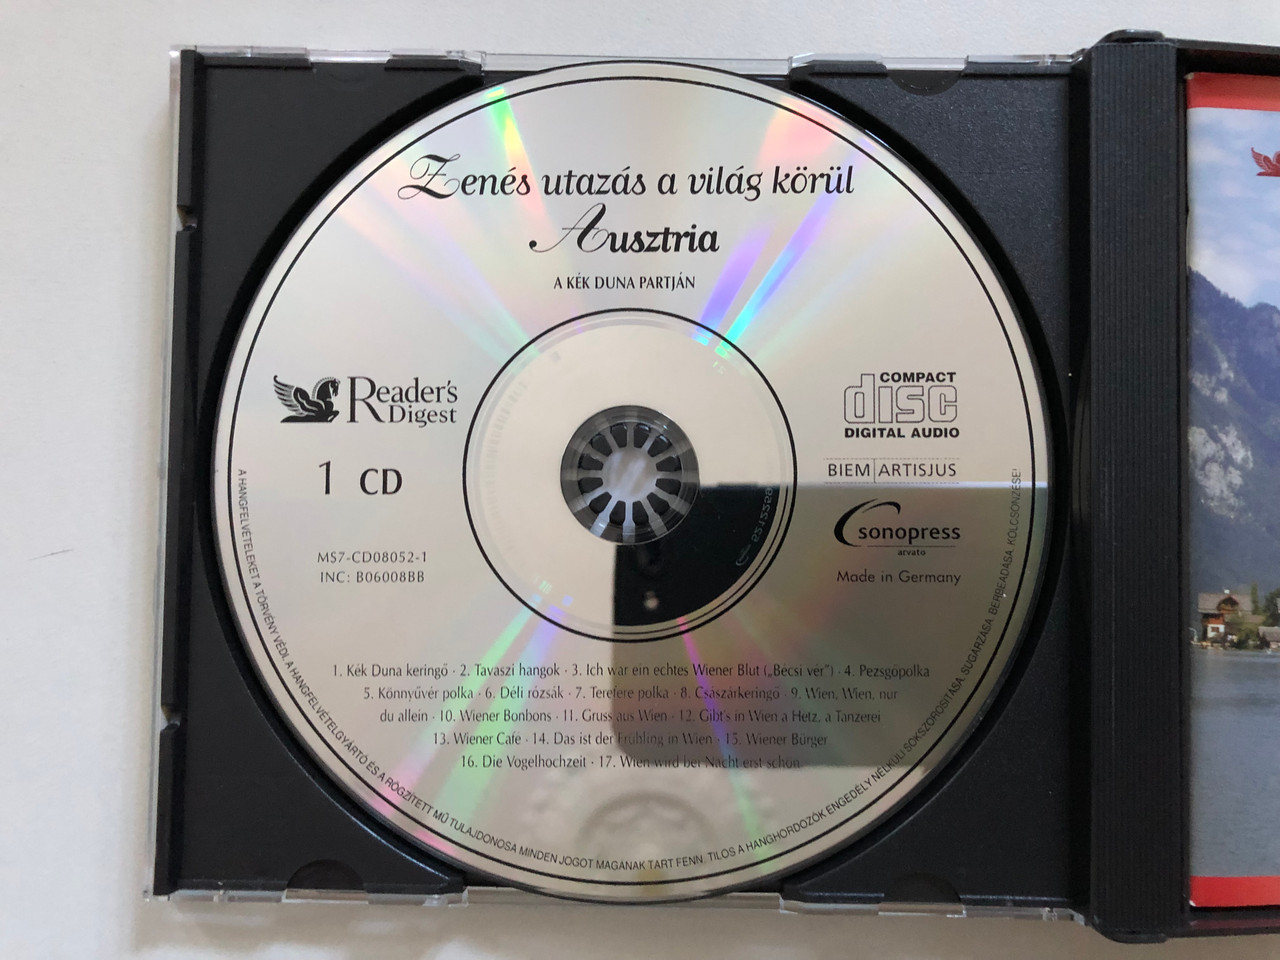 Zenés utazás a világ körül
Ausztria
A KÉK DUNA PARTJÁN
Reader's
Digest
1 CD
MS7-CD08052-1
INC: B06008BB
COMPACT
disc
DIGITAL AUDIO
BIEM ARTISJUS
sonopress
arvato
Made in Germany
1. Kék Duna keringő · 2. Tavaszi hangok · 3. Ich war ein echtes Wiener Blut („Bécsi vér") · 4. Pezsgőpolka
5. Könnyűvér polka · 6. Déli rózsák · 7. Terefere polka · 8. Császárkeringő · 9. Wien, Wien, nur
du allein · 10. Wiener Bonbons · 11. Gruss aus Wien · 12. Gibt's in Wien a Hetz, a Tanzerei
13. Wiener Café · 14. Das ist der Frühling in Wien · 15. Wiener Bürger
16. Die Vogelhochzeit · 17. Wien wird bei Nacht erst schön
A HANGFELVÉTELEKET A TÖRVÉNY VÉDI. A HANGFELVÉTELGYÁRTÓ ÉS A RÖGZÍTETT MŰ TULAJDONOSA MINDEN JOGOT MAGÁNAK TART FENN. TILOS A HANGHORDOZÓK ENGEDÉLY NÉLKÜLI SOKSZOROSÍTÁSA, SUGÁRZÁSA, BÉRBEADÁSA, KÖLCSÖNZÉSE!